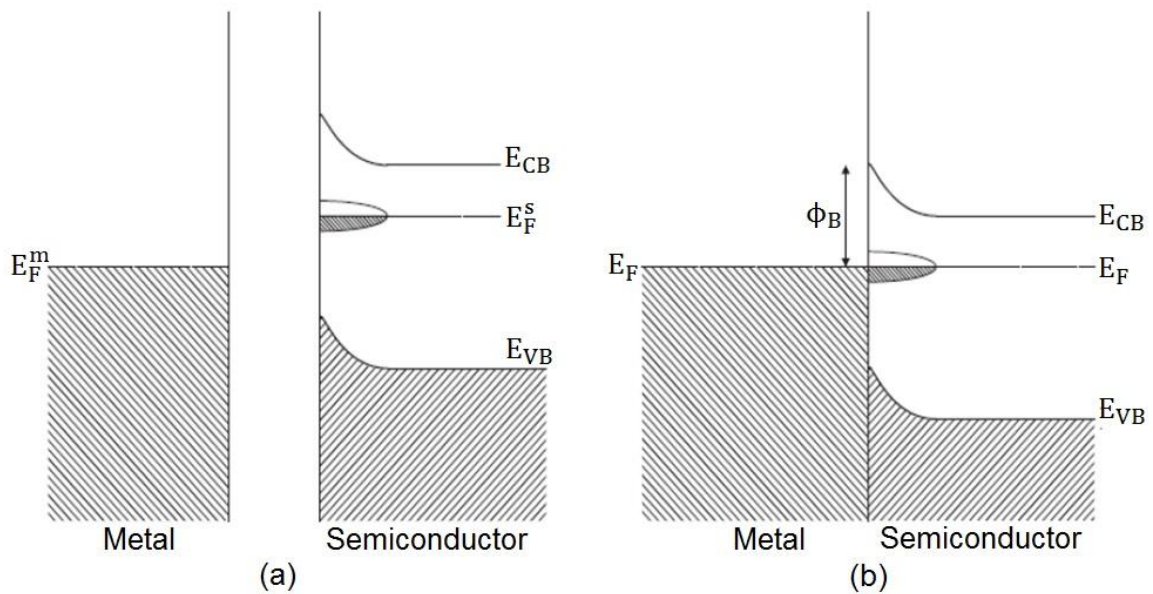 E_CB
E_F^s
E_F^m
E_VB
Metal
Semiconductor
(a)
ϕ_B
E_CB
E_F
E_F
E_VB
Metal
Semiconductor
(b)